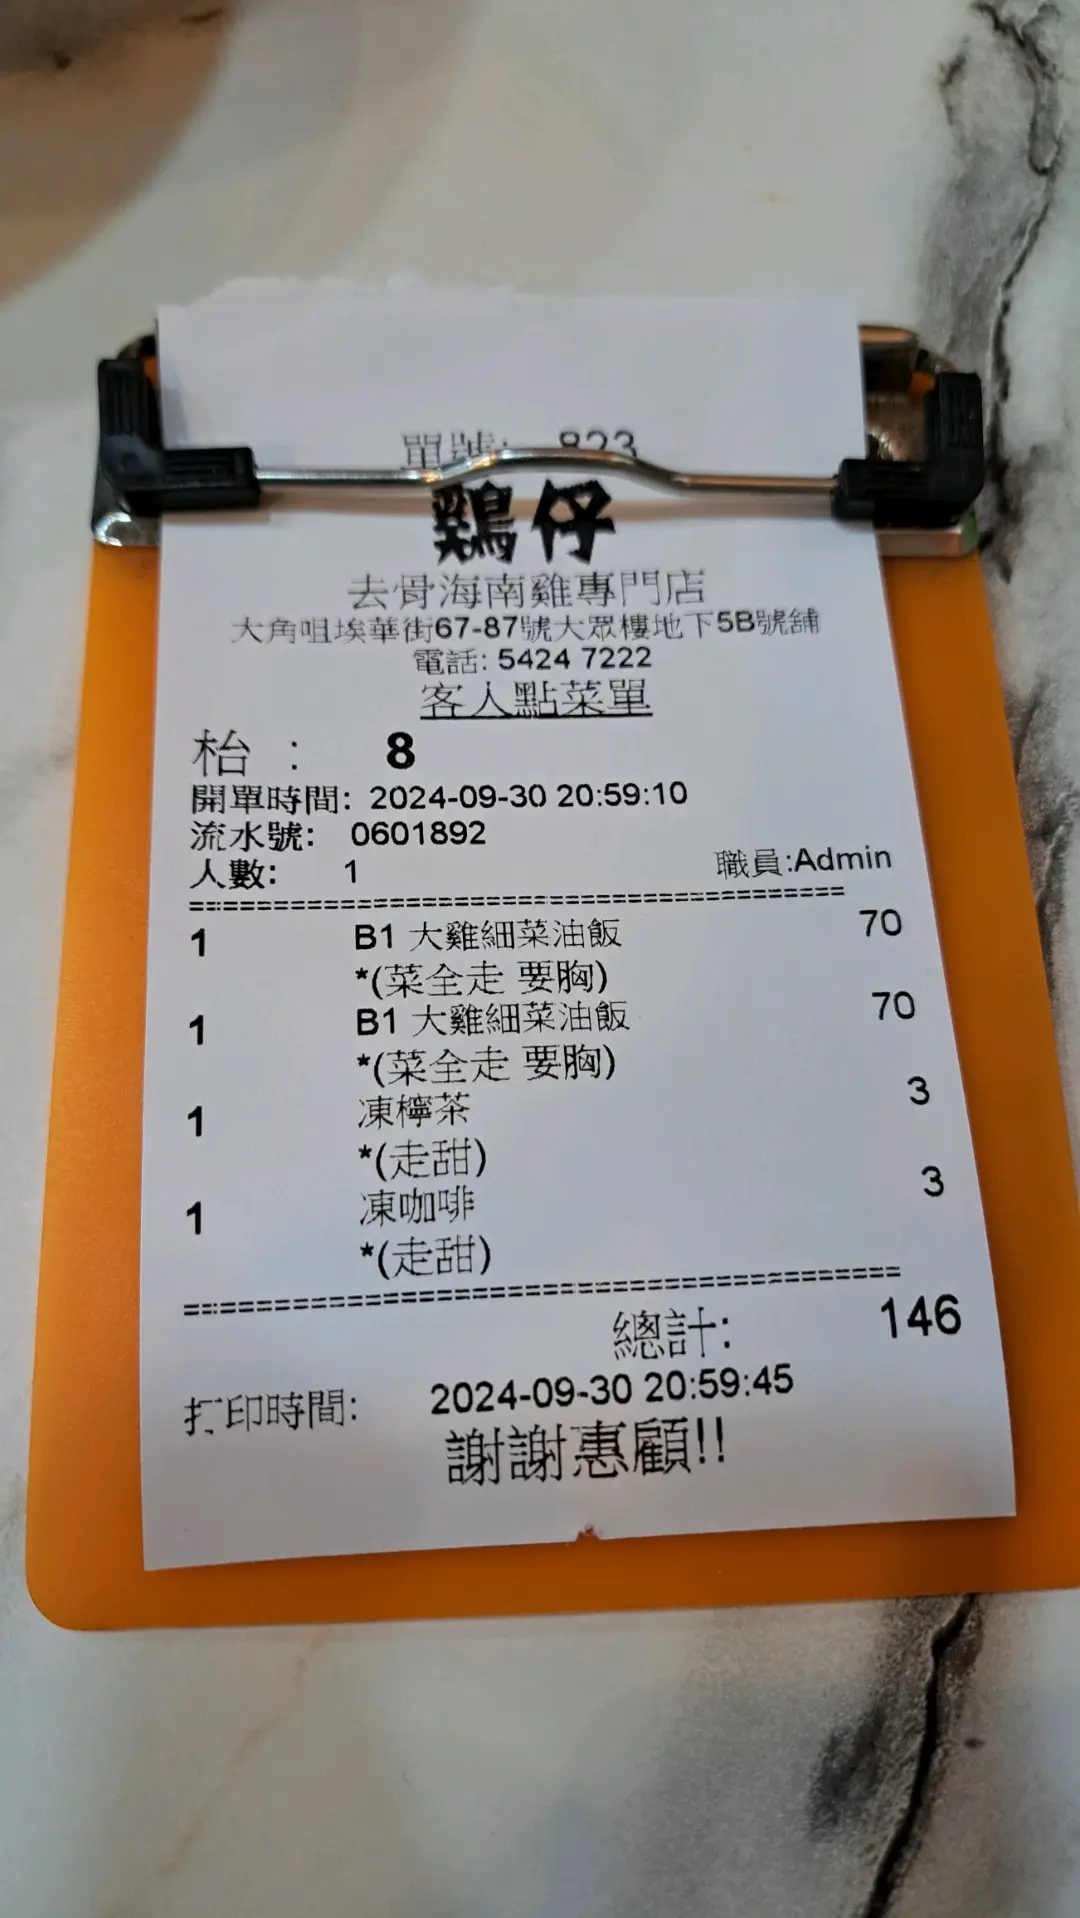 單號: 823
鷄仔
去骨海南雞專門店
大角咀埃華街67-87號大眾樓地下5B號舖
電話: 5424 7222
客人點菜單
枱 : 8
開單時間: 2024-09-30 20:59:10
流水號: 0601892
人數: 1 職員:Admin
1 B1 大雞細菜油飯 70
*(菜全走 要胸)
1 B1 大雞細菜油飯 70
*(菜全走 要胸)
1 凍檸茶 3
*(走甜)
1 凍咖啡 3
*(走甜)
總計: 146
打印時間: 2024-09-30 20:59:45
謝謝惠顧!!